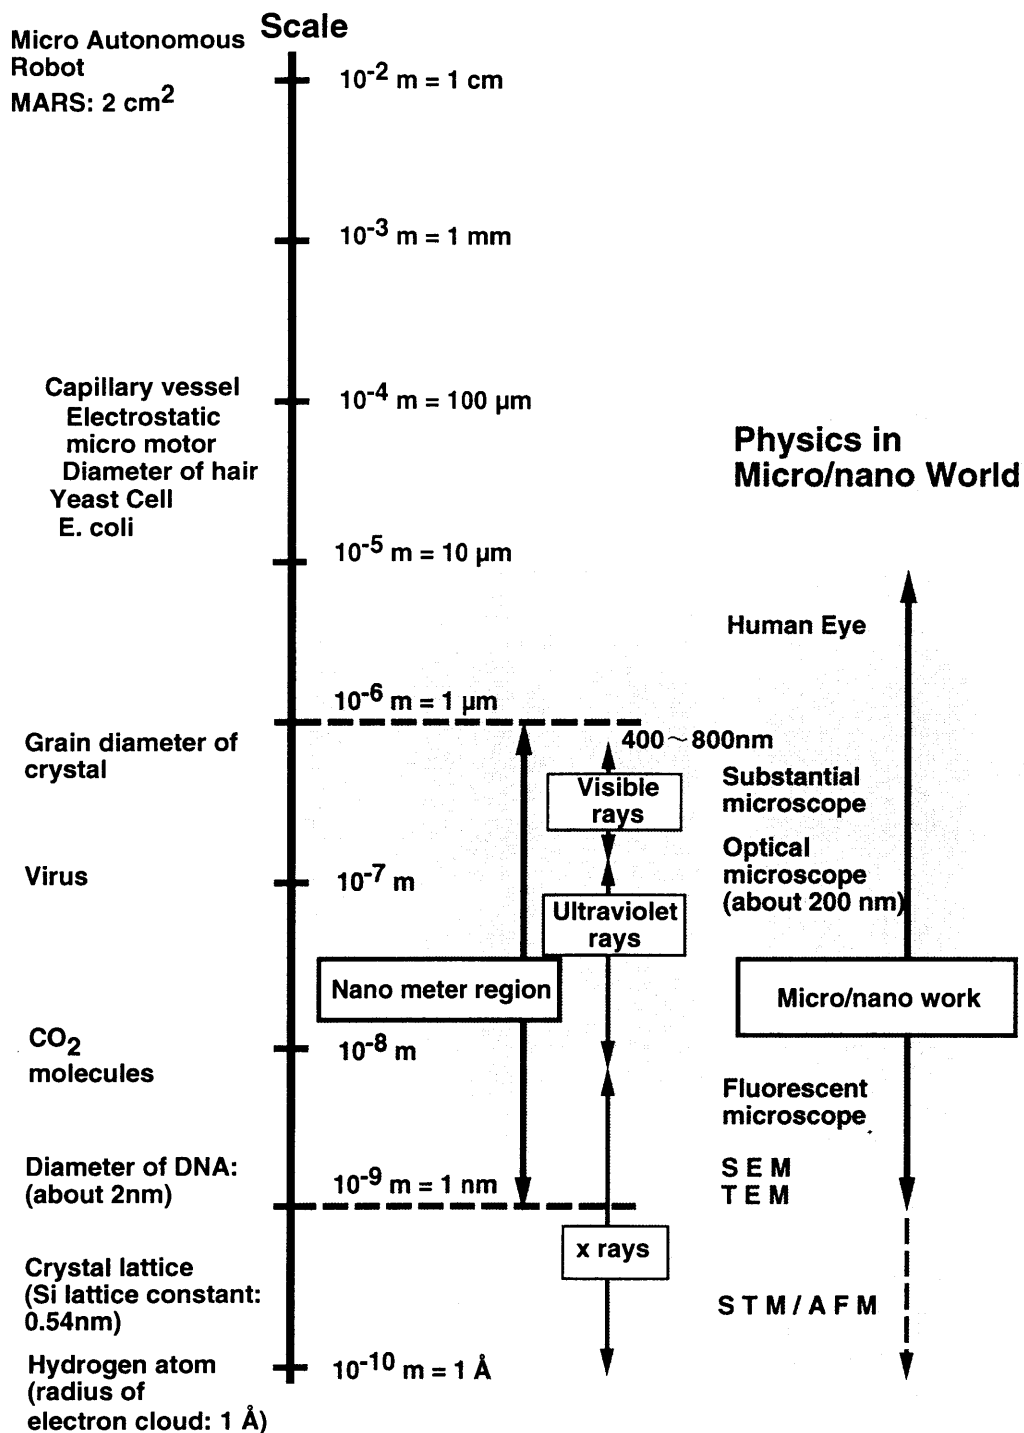 Scale
Micro Autonomous
Robot
MARS: 2 cm²
10⁻² m = 1 cm
10⁻³ m = 1 mm
Capillary vessel
Electrostatic
micro motor
Diameter of hair
Yeast Cell
E. coli
10⁻⁴ m = 100 μm
Physics in
Micro/nano World
10⁻⁵ m = 10 μm
Human Eye
10⁻⁶ m = 1 μm
Grain diameter of
crystal
400～800nm
Visible
rays
Substantial
microscope
Optical
microscope
(about 200 nm)
Virus
10⁻⁷ m
Ultraviolet
rays
Nano meter region
Micro/nano work
CO₂
molecules
10⁻⁸ m
Fluorescent
microscope
Diameter of DNA:
(about 2nm)
10⁻⁹ m = 1 nm
S E M
T E M
x rays
Crystal lattice
(Si lattice constant:
0.54nm)
S T M / A F M
Hydrogen atom
(radius of
electron cloud: 1 Å)
10⁻¹⁰ m = 1 Å